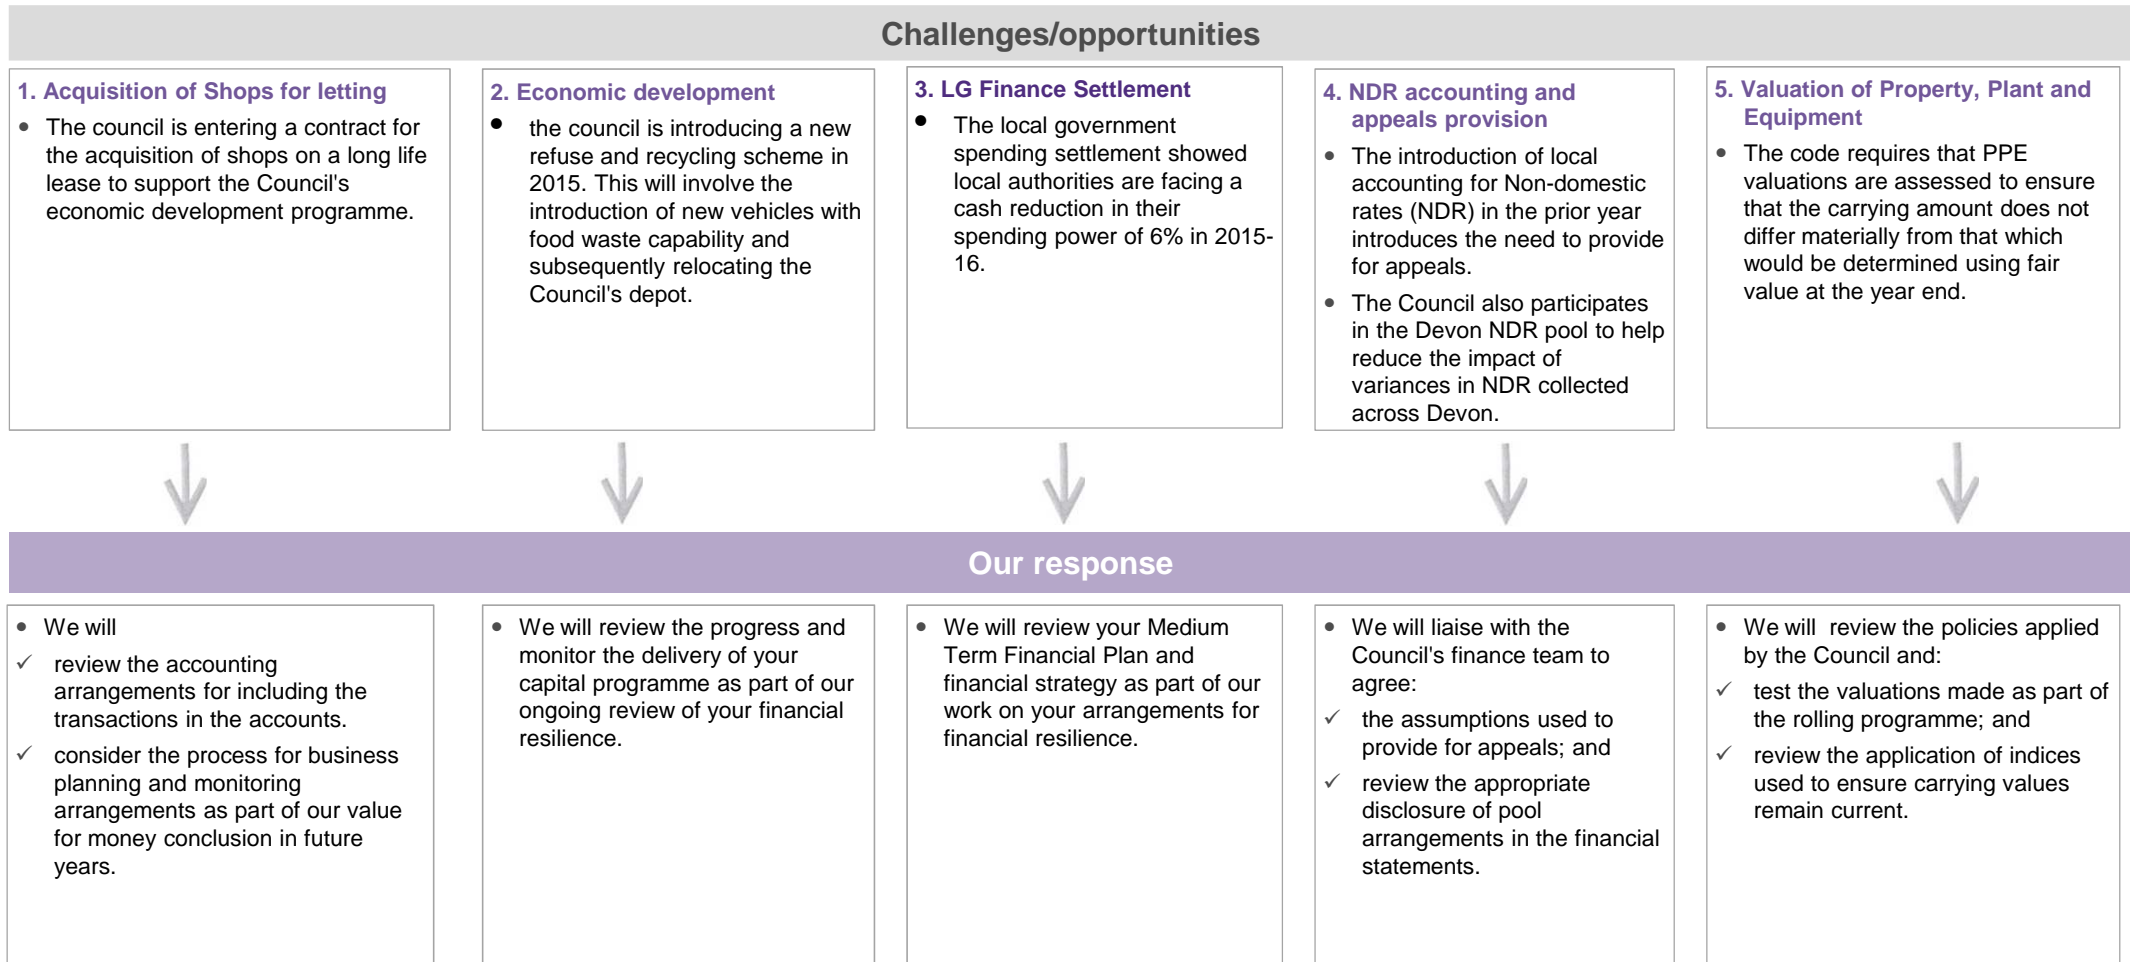 Challenges/opportunities
1. Acquisition of Shops for letting
• The council is entering a contract for
the acquisition of shops on a long life
lease to support the Council's
economic development programme.
2. Economic development
• the council is introducing a new
refuse and recycling scheme in
2015. This will involve the
introduction of new vehicles with
food waste capability and
subsequently relocating the
Council's depot.
3. LG Finance Settlement
• The local government
spending settlement showed
local authorities are facing a
cash reduction in their
spending power of 6% in 2015-
16.
4. NDR accounting and
appeals provision
• The introduction of local
accounting for Non-domestic
rates (NDR) in the prior year
introduces the need to provide
for appeals.
• The Council also participates
in the Devon NDR pool to help
reduce the impact of
variances in NDR collected
across Devon.
5. Valuation of Property, Plant and
Equipment
• The code requires that PPE
valuations are assessed to ensure
that the carrying amount does not
differ materially from that which
would be determined using fair
value at the year end.
Our response
• We will
✓ review the accounting
arrangements for including the
transactions in the accounts.
✓ consider the process for business
planning and monitoring
arrangements as part of our value
for money conclusion in future
years.
• We will review the progress and
monitor the delivery of your
capital programme as part of our
ongoing review of your financial
resilience.
• We will review your Medium
Term Financial Plan and
financial strategy as part of our
work on your arrangements for
financial resilience.
• We will liaise with the
Council's finance team to
agree:
✓ the assumptions used to
provide for appeals; and
✓ review the appropriate
disclosure of pool
arrangements in the financial
statements.
• We will  review the policies applied
by the Council and:
✓ test the valuations made as part of
the rolling programme; and
✓ review the application of indices
used to ensure carrying values
remain current.